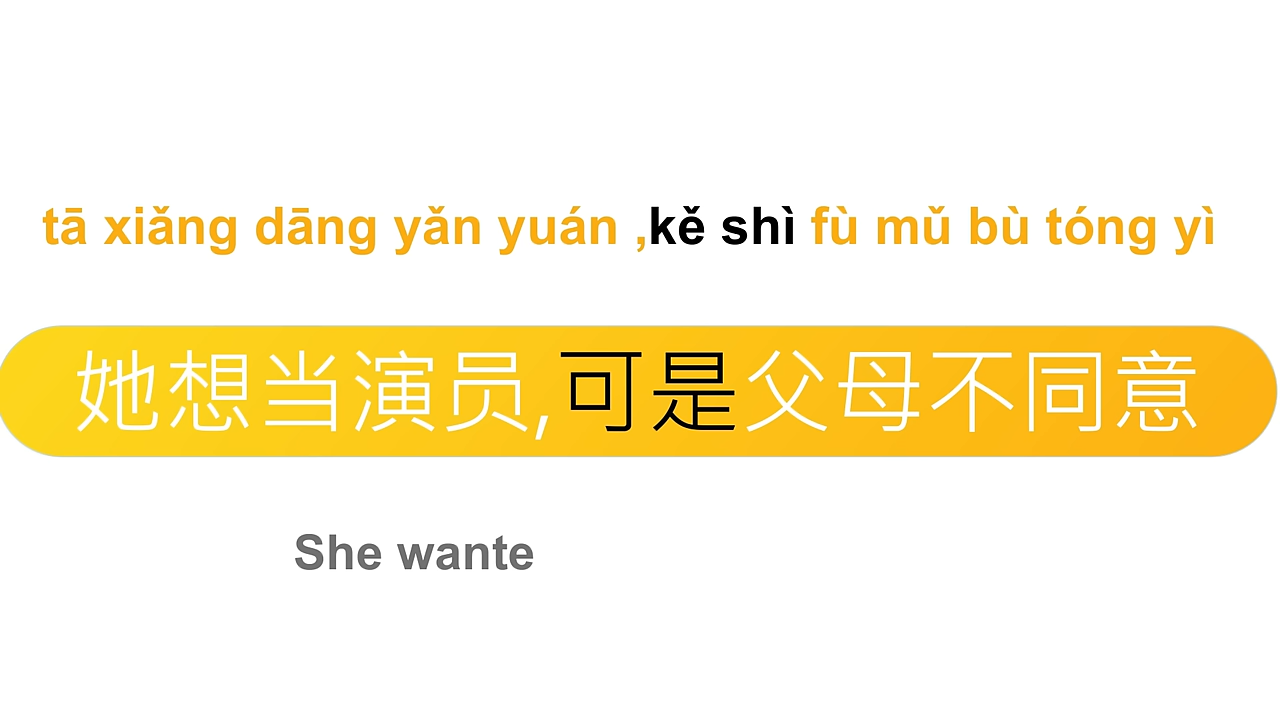 tā xiǎng dāng yǎn yuán ,kě shì fù mǔ bù tóng yì
她想当演员,可是父母不同意
She wante